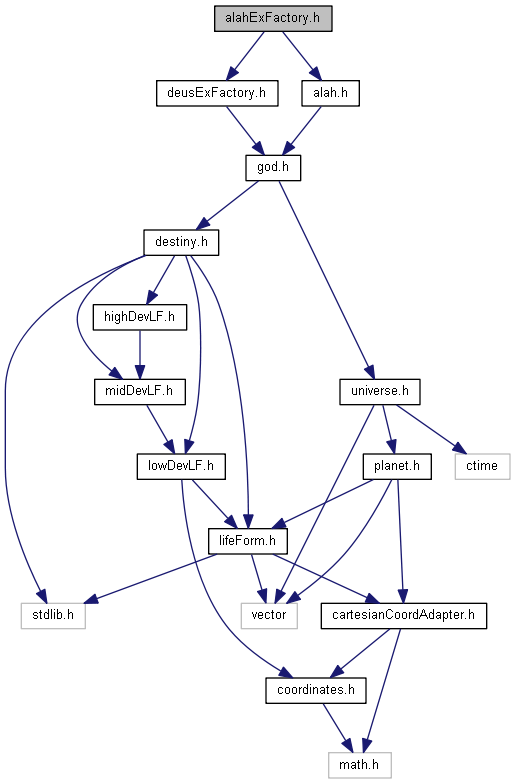 alahExFactory.h
deusExFactory.h
alah.h
god.h
destiny.h
highDevLF.h
midDevLF.h
universe.h
lowDevLF.h
planet.h
ctime
lifeForm.h
stdlib.h
vector
cartesianCoordAdapter.h
coordinates.h
math.h